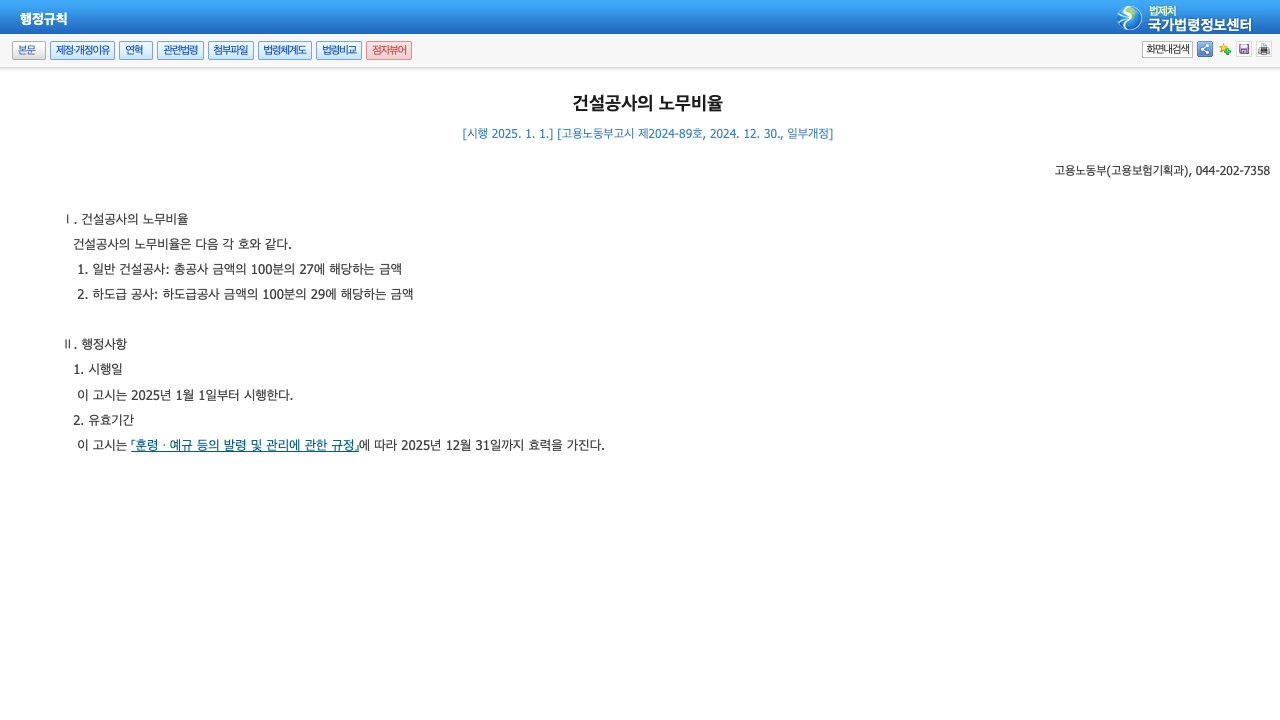 행정규칙
법제처
국가법령정보센터
본문 제정·개정이유 연혁 관련법령 첨부파일 법령체계도 법령비교 점자뷰어 화면내검색
건설공사의 노무비율
[시행 2025. 1. 1.] [고용노동부고시 제2024-89호, 2024. 12. 30., 일부개정]
고용노동부(고용보험기획과), 044-202-7358
Ⅰ. 건설공사의 노무비율
건설공사의 노무비율은 다음 각 호와 같다.
1. 일반 건설공사: 총공사 금액의 100분의 27에 해당하는 금액
2. 하도급 공사: 하도급공사 금액의 100분의 29에 해당하는 금액
Ⅱ. 행정사항
1. 시행일
이 고시는 2025년 1월 1일부터 시행한다.
2. 유효기간
이 고시는 「훈령ㆍ예규 등의 발령 및 관리에 관한 규정」에 따라 2025년 12월 31일까지 효력을 가진다.